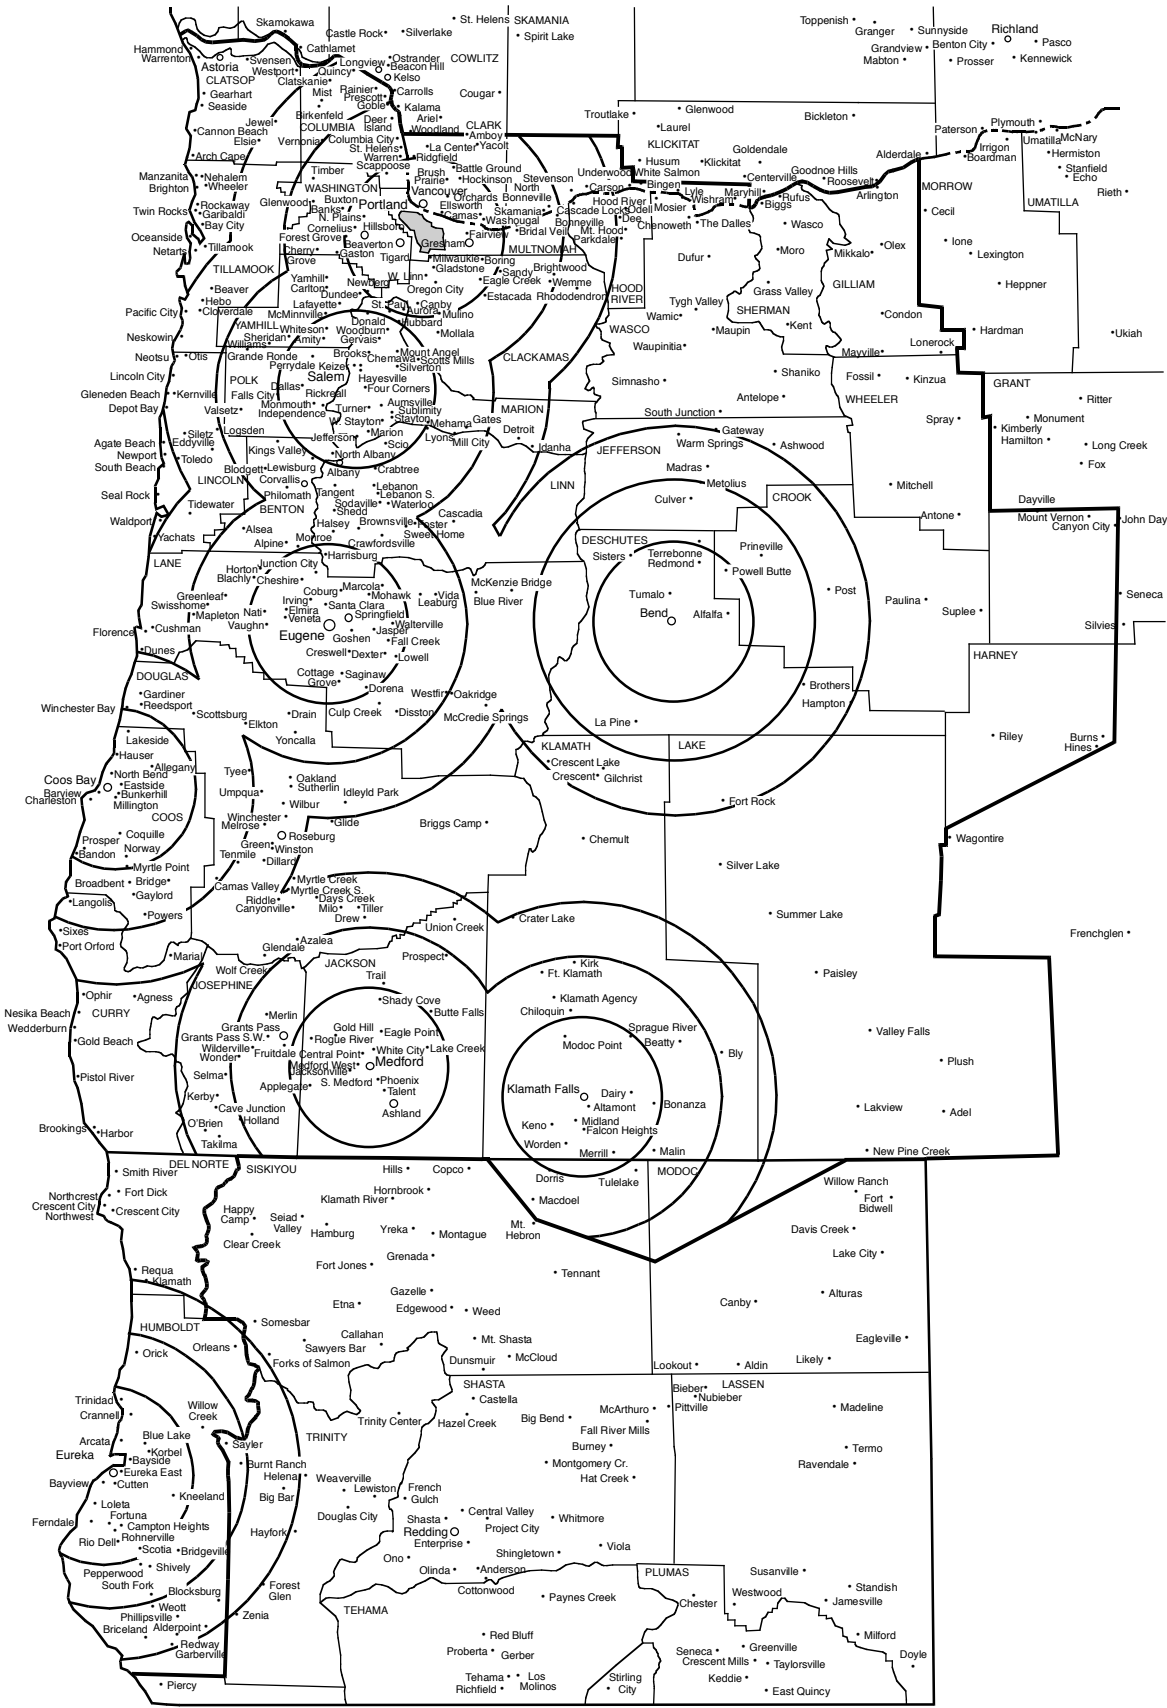 Skamokawa
St. Helens
SKAMANIA
Castle Rock
Silverlake
Spirit Lake
Toppenish
Granger
Sunnyside
Richland
Grandview
Benton City
Pasco
Mabton
Prosser
Kennewick
Hammond
Warrenton
Astoria
Cathlamet
Svensen
Westport
Quincy
Longview
Ostrander
Beacon Hill
Kelso
COWLITZ
CLATSOP
Clatskanie
Mist
Rainier
Prescott
Goble
Carrolls
Cougar
Gearhart
Seaside
Kalama
Ariel
Woodland
Birkenfeld
Deer
Island
Jewel
Elsie
COLUMBIA
Vernonia
Columbia City
CLARK
Amboy
Yacolt
Cannon Beach
St. Helens
Warren
La Center
Ridgfield
Arch Cape
Scappoose
Timber
Battle Ground
Hockinson
Brush
Prairie
Troutlake
Glenwood
Laurel
Bickleton
KLICKITAT
Goldendale
Husum
Klickitat
Paterson
Plymouth
Umatilla
McNary
Irrigon
Boardman
Hermiston
Stanfield
Echo
Rieth
Alderdale
Manzanita
Nehalem
Brighton
Wheeler
WASHINGTON
Vancouver
Orchards
Stevenson
North
Bonneville
Underwood
White Salmon
Carson
Bingen
Centerville
Goodnoe Hills
Roosevelt
Arlington
MORROW
UMATILLA
Rockaway
Twin Rocks
Garibaldi
Bay City
Glenwood
Buxton
Banks
N. Plains
Portland
Ellsworth
Camas
Skamania
Washougal
Cascade Locks
Hood River
Odell
Dee
Lyle
Mosier
Wishram
Maryhill
Rufus
Biggs
Cecil
Oceanside
Netarts
Tillamook
Cornelius
Hillsboro
Forest Grove
Beaverton
Gresham
Fairview
Bridal Veil
Bonneville
Mt. Hood
Parkdale
Chenoweth
The Dalles
Wasco
Cherry
Grove
Gaston
Tigard
Milwaukie
Boring
MULTNOMAH
Dufur
Moro
Mikkalo
Olex
Ione
Lexington
TILLAMOOK
Yamhill
Carlton
Newberg
W. Linn
Gladstone
Oregon City
Sandy
Eagle Creek
Brightwood
Wemme
HOOD
RIVER
Grass Valley
GILLIAM
Heppner
Beaver
Hebo
Cloverdale
Dundee
Lafayette
McMinnville
St. Paul
Canby
Aurora
Mulino
Estacada
Rhododendron
Tygh Valley
Wamic
SHERMAN
Condon
Pacific City
YAMHILL
Whiteson
Sheridan
Amity
Donald
Woodburn
Hubbard
Gervais
Molalla
WASCO
Maupin
Kent
Hardman
Ukiah
Neskowin
Williams
Waupinitia
Lonerock
Mayville
Neotsu
Otis
Grande Ronde
Brooks
Chemawa
Mount Angel
Scotts Mills
Silverton
CLACKAMAS
Perrydale
Keizer
Lincoln City
POLK
Salem
Hayesville
Four Corners
Simnasho
Shaniko
Fossil
Kinzua
GRANT
Gleneden Beach
Kernville
Falls City
Dallas
Rickreall
Antelope
WHEELER
Ritter
Depot Bay
Valsetz
Monmouth
Independence
Turner
Aumsville
Sublimity
Stayton
W. Stayton
Mehama
MARION
Gates
Detroit
South Junction
Spray
Monument
Kimberly
Siletz
Logsden
Jefferson
Marion
Scio
Lyons
Mill City
Idanha
Gateway
Warm Springs
Ashwood
Hamilton
Long Creek
Fox
Agate Beach
Newport
South Beach
Eddyville
Toledo
Kings Valley
North Albany
JEFFERSON
Madras
Metolius
Blodgett
Lewisburg
Albany
Crabtree
LINCOLN
Corvallis
Philomath
BENTON
Tangent
Lebanon
Lebanon S.
LINN
Culver
CROOK
Mitchell
Dayville
Seal Rock
Tidewater
Sodaville
Waterloo
Shedd
Cascadia
Antone
Mount Vernon
Canyon City
John Day
Waldport
Yachats
Alsea
Alpine
Halsey
Monroe
Brownsville
Foster
Sweet Home
Crawfordsville
DESCHUTES
Sisters
Terrebonne
Redmond
Prineville
Powell Butte
LANE
Horton
Blachly
Junction City
Cheshire
Harrisburg
Greenleaf
Swisshome
Mapleton
Coburg
Marcola
Mohawk
Vida
Leaburg
McKenzie Bridge
Blue River
Tumalo
Post
Paulina
Seneca
Irving
Elmira
Veneta
Santa Clara
Springfield
Walterville
Nati
Vaughn
Bend
Alfalfa
Suplee
Silvies
Florence
Cushman
Eugene
Goshen
Jasper
Fall Creek
Dunes
Creswell
Dexter
Lowell
HARNEY
DOUGLAS
Cottage
Grove
Saginaw
Dorena
Gardiner
Reedsport
Winchester Bay
Scottsburg
Elkton
Drain
Culp Creek
Disston
Westfir
Oakridge
McCredie Springs
Brothers
Hampton
La Pine
Yoncalla
KLAMATH
LAKE
Riley
Burns
Hines
Lakeside
Hauser
Allegany
Crescent Lake
Crescent
Gilchrist
Coos Bay
North Bend
Eastside
Bunkerhill
Millington
Barview
Charleston
Tyee
Umpqua
Oakland
Sutherlin
Wilbur
Idleyld Park
Fort Rock
COOS
Winchester
Melrose
Glide
Briggs Camp
Roseburg
Coquille
Norway
Prosper
Bandon
Green
Winston
Tenmile
Dillard
Chemult
Wagontire
Myrtle Point
Silver Lake
Broadbent
Bridge
Gaylord
Camas Valley
Myrtle Creek
Myrtle Creek S.
Riddle
Days Creek
Canyonville
Milo
Tiller
Drew
Langolis
Powers
Union Creek
Crater Lake
Summer Lake
Sixes
Port Orford
Glendale
Azalea
Frenchglen
Marial
Wolf Creek
JACKSON
Prospect
Trail
Kirk
Ft. Klamath
Paisley
JOSEPHINE
Ophir
Agness
Shady Cove
Butte Falls
Klamath Agency
Chiloquin
Nesika Beach
CURRY
Wedderburn
Merlin
Grants Pass
Grants Pass S.W.
Gold Hill
Rogue River
Eagle Point
Sprague River
Beatty
Valley Falls
Gold Beach
Wilderville
Wonder
Fruitdale
Central Point
White City
Lake Creek
Modoc Point
Bly
Plush
Medford West
Jacksonville
Medford
Pistol River
Selma
Applegate
S. Medford
Phoenix
Talent
Klamath Falls
Dairy
Kerby
Cave Junction
Holland
Ashland
Altamont
Bonanza
Lakview
Adel
Brookings
Harbor
O'Brien
Takilma
Keno
Midland
Falcon Heights
Worden
Merrill
Malin
New Pine Creek
DEL NORTE
SISKIYOU
Smith River
Hills
Copco
Dorris
Tulelake
MODOC
Northcrest
Crescent City
Northwest
Fort Dick
Crescent City
Hornbrook
Klamath River
Macdoel
Willow Ranch
Fort
Bidwell
Happy
Camp
Seiad
Valley
Hamburg
Yreka
Montague
Mt.
Hebron
Davis Creek
Clear Creek
Grenada
Lake City
Fort Jones
Requa
Klamath
Tennant
Gazelle
Alturas
Canby
Etna
Edgewood
Weed
HUMBOLDT
Somesbar
Callahan
Sawyers Bar
Orick
Orleans
Forks of Salmon
Mt. Shasta
McCloud
Dunsmuir
Eagleville
Lookout
Aldin
Likely
SHASTA
Castella
Bieber
LASSEN
Nubieber
Pittville
McArthuro
Fall River Mills
Madeline
Trinidad
Crannell
Willow
Creek
Trinity Center
Hazel Creek
Big Bend
Arcata
Blue Lake
Korbel
Sayler
TRINITY
Burney
Termo
Eureka
Bayside
Eureka East
Cutten
Bayview
Burnt Ranch
Helena
Weaverville
Lewiston
French
Gulch
Montgomery Cr.
Hat Creek
Ravendale
Kneeland
Loleta
Fortuna
Campton Heights
Rohnerville
Ferndale
Rio Dell
Big Bar
Douglas City
Shasta
Central Valley
Project City
Whitmore
Redding
Enterprise
Hayfork
Scotia
Bridgeville
Shively
Pepperwood
South Fork
Ono
Olinda
Anderson
Shingletown
Viola
Blocksburg
Forest
Glen
Cottonwood
Paynes Creek
PLUMAS
Susanville
Westwood
Chester
Standish
Jamesville
Weott
Phillipsville
Briceland
Alderpoint
Zenia
TEHAMA
Redway
Garberville
Red Bluff
Proberta
Gerber
Milford
Doyle
Seneca
Crescent Mills
Greenville
Taylorsville
Keddie
East Quincy
Piercy
Tehama
Richfield
Los
Molinos
Stirling
City